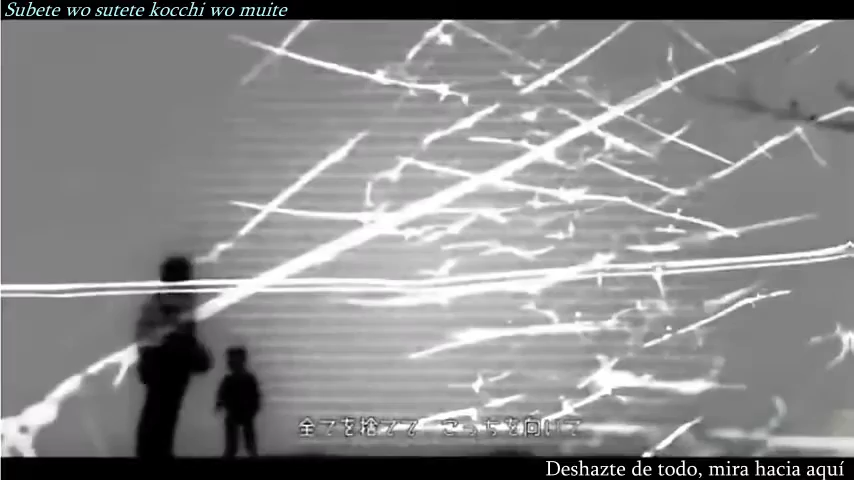 Subete wo sutete kocchi wo muite
全てを捨てて こっちを向いて
Deshazte de todo, mira hacia aquí